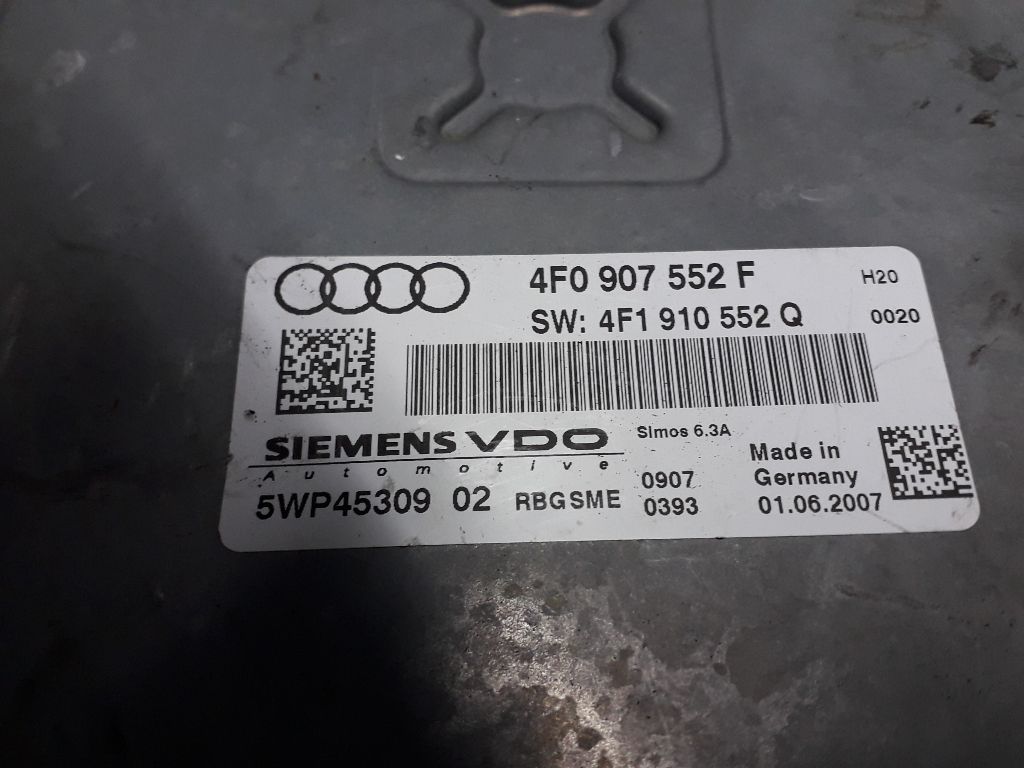 4F0 907 552 F H20
SW: 4F1 910 552 Q 0020
SIEMENS VDO Simos 6.3A
Automotive
5WP45309 02 RBGSME
0907
0393
Made in
Germany
01.06.2007